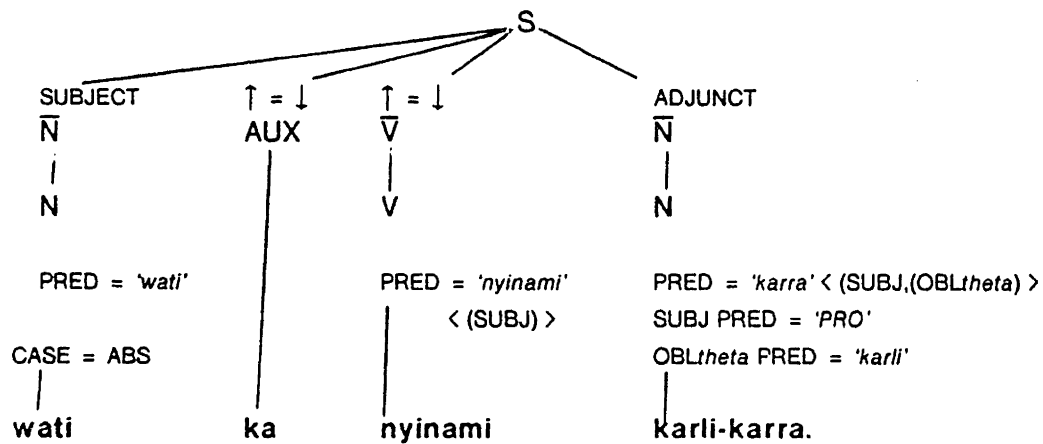 S
SUBJECT ↑ = ↓ ↑ = ↓ ADJUNCT
N̅ AUX V̅ N̅
N V N
PRED = 'wati' PRED = 'nyinami' PRED = 'karra' < (SUBJ,(OBLtheta) >
< (SUBJ) > SUBJ PRED = 'PRO'
CASE = ABS OBLtheta PRED = 'karli'
wati ka nyinami karli-karra.